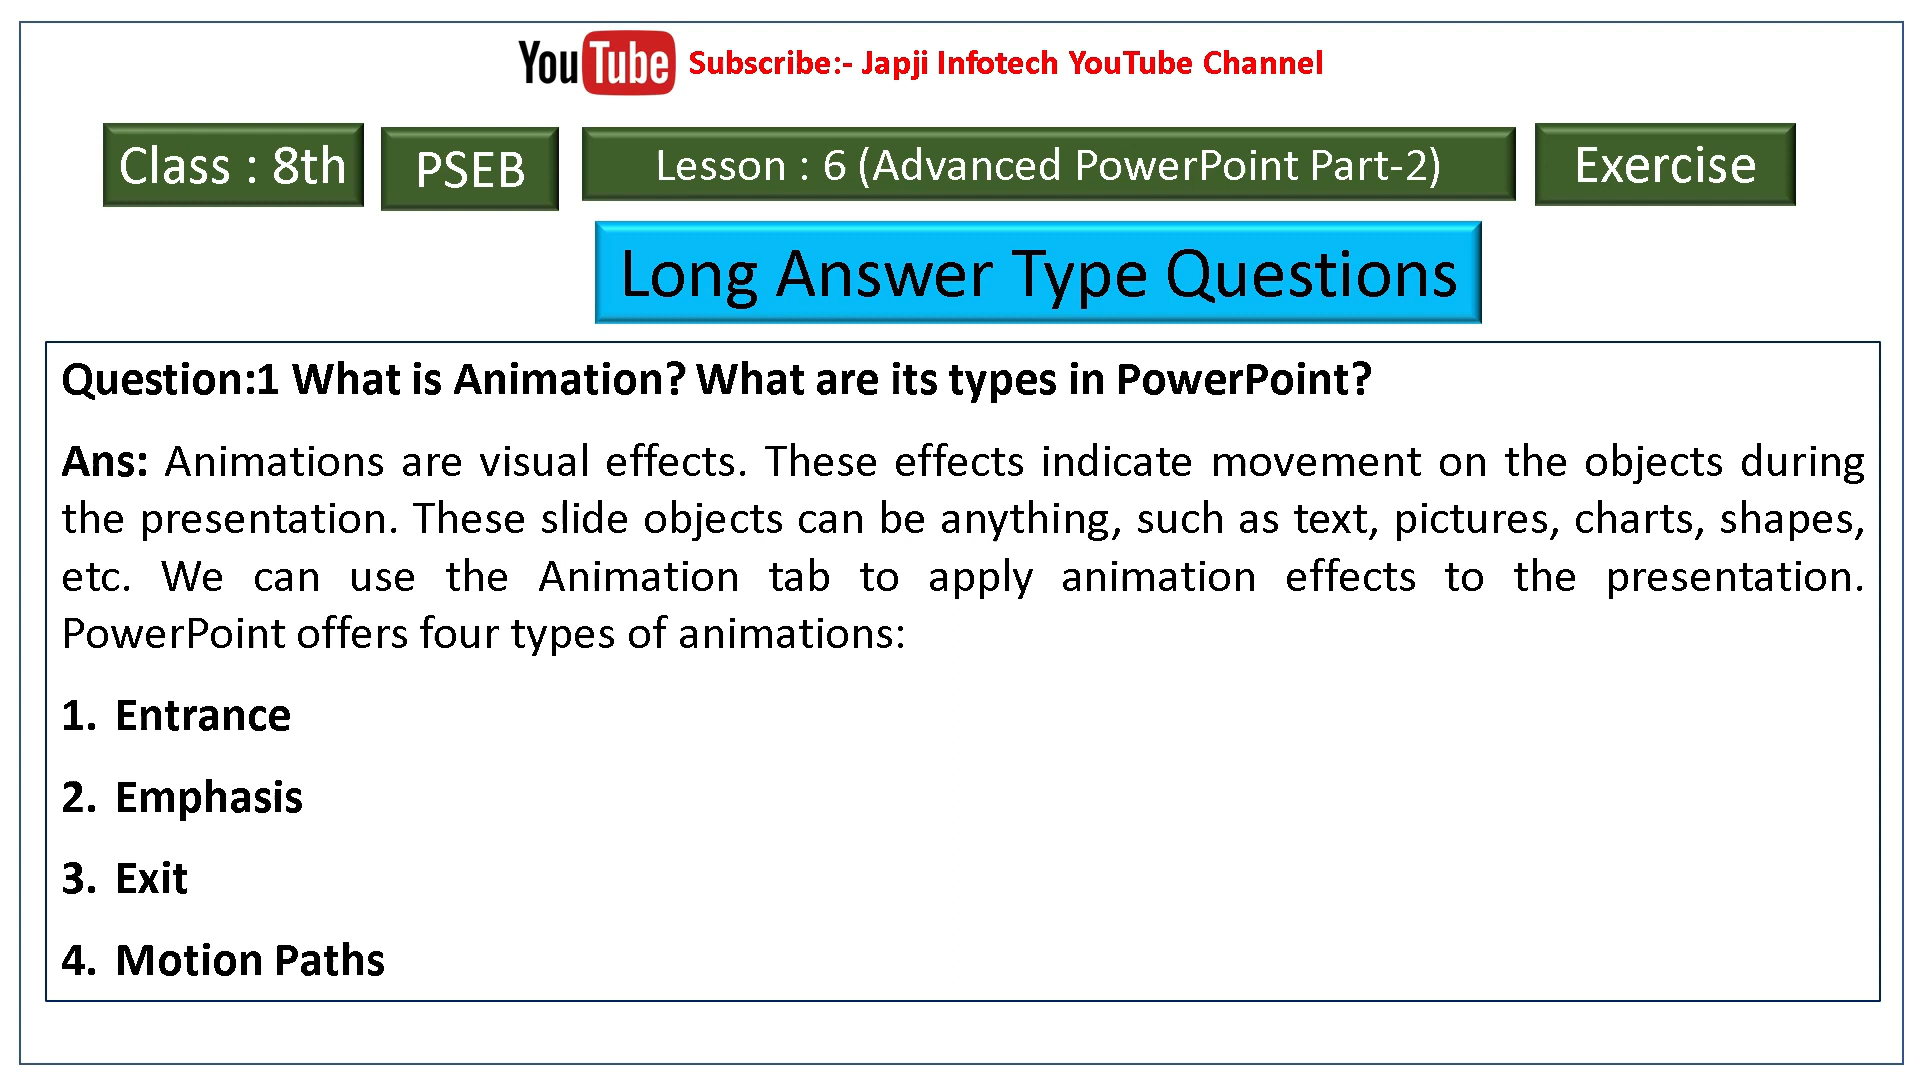 YouTube Subscribe:- Japji Infotech YouTube Channel
Class : 8th PSEB Lesson : 6 (Advanced PowerPoint Part-2) Exercise
Long Answer Type Questions
Question:1 What is Animation? What are its types in PowerPoint?
Ans: Animations are visual effects. These effects indicate movement on the objects during
the presentation. These slide objects can be anything, such as text, pictures, charts, shapes,
etc. We can use the Animation tab to apply animation effects to the presentation.
PowerPoint offers four types of animations:
1. Entrance
2. Emphasis
3. Exit
4. Motion Paths